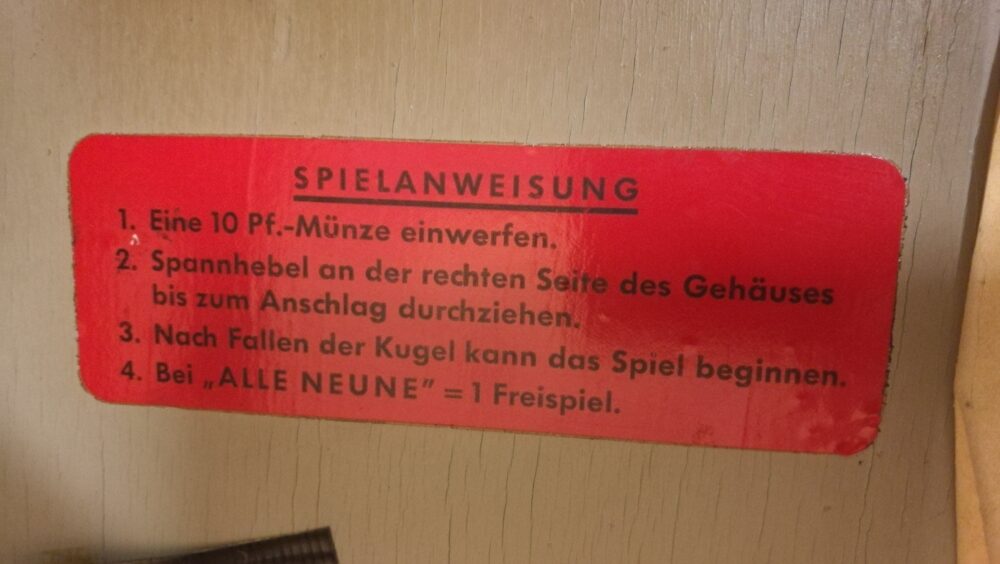 SPIELANWEISUNG
1. Eine 10 Pf.-Münze einwerfen.
2. Spannhebel an der rechten Seite des Gehäuses
bis zum Anschlag durchziehen.
3. Nach Fallen der Kugel kann das Spiel beginnen.
4. Bei „ALLE NEUNE” = 1 Freispiel.